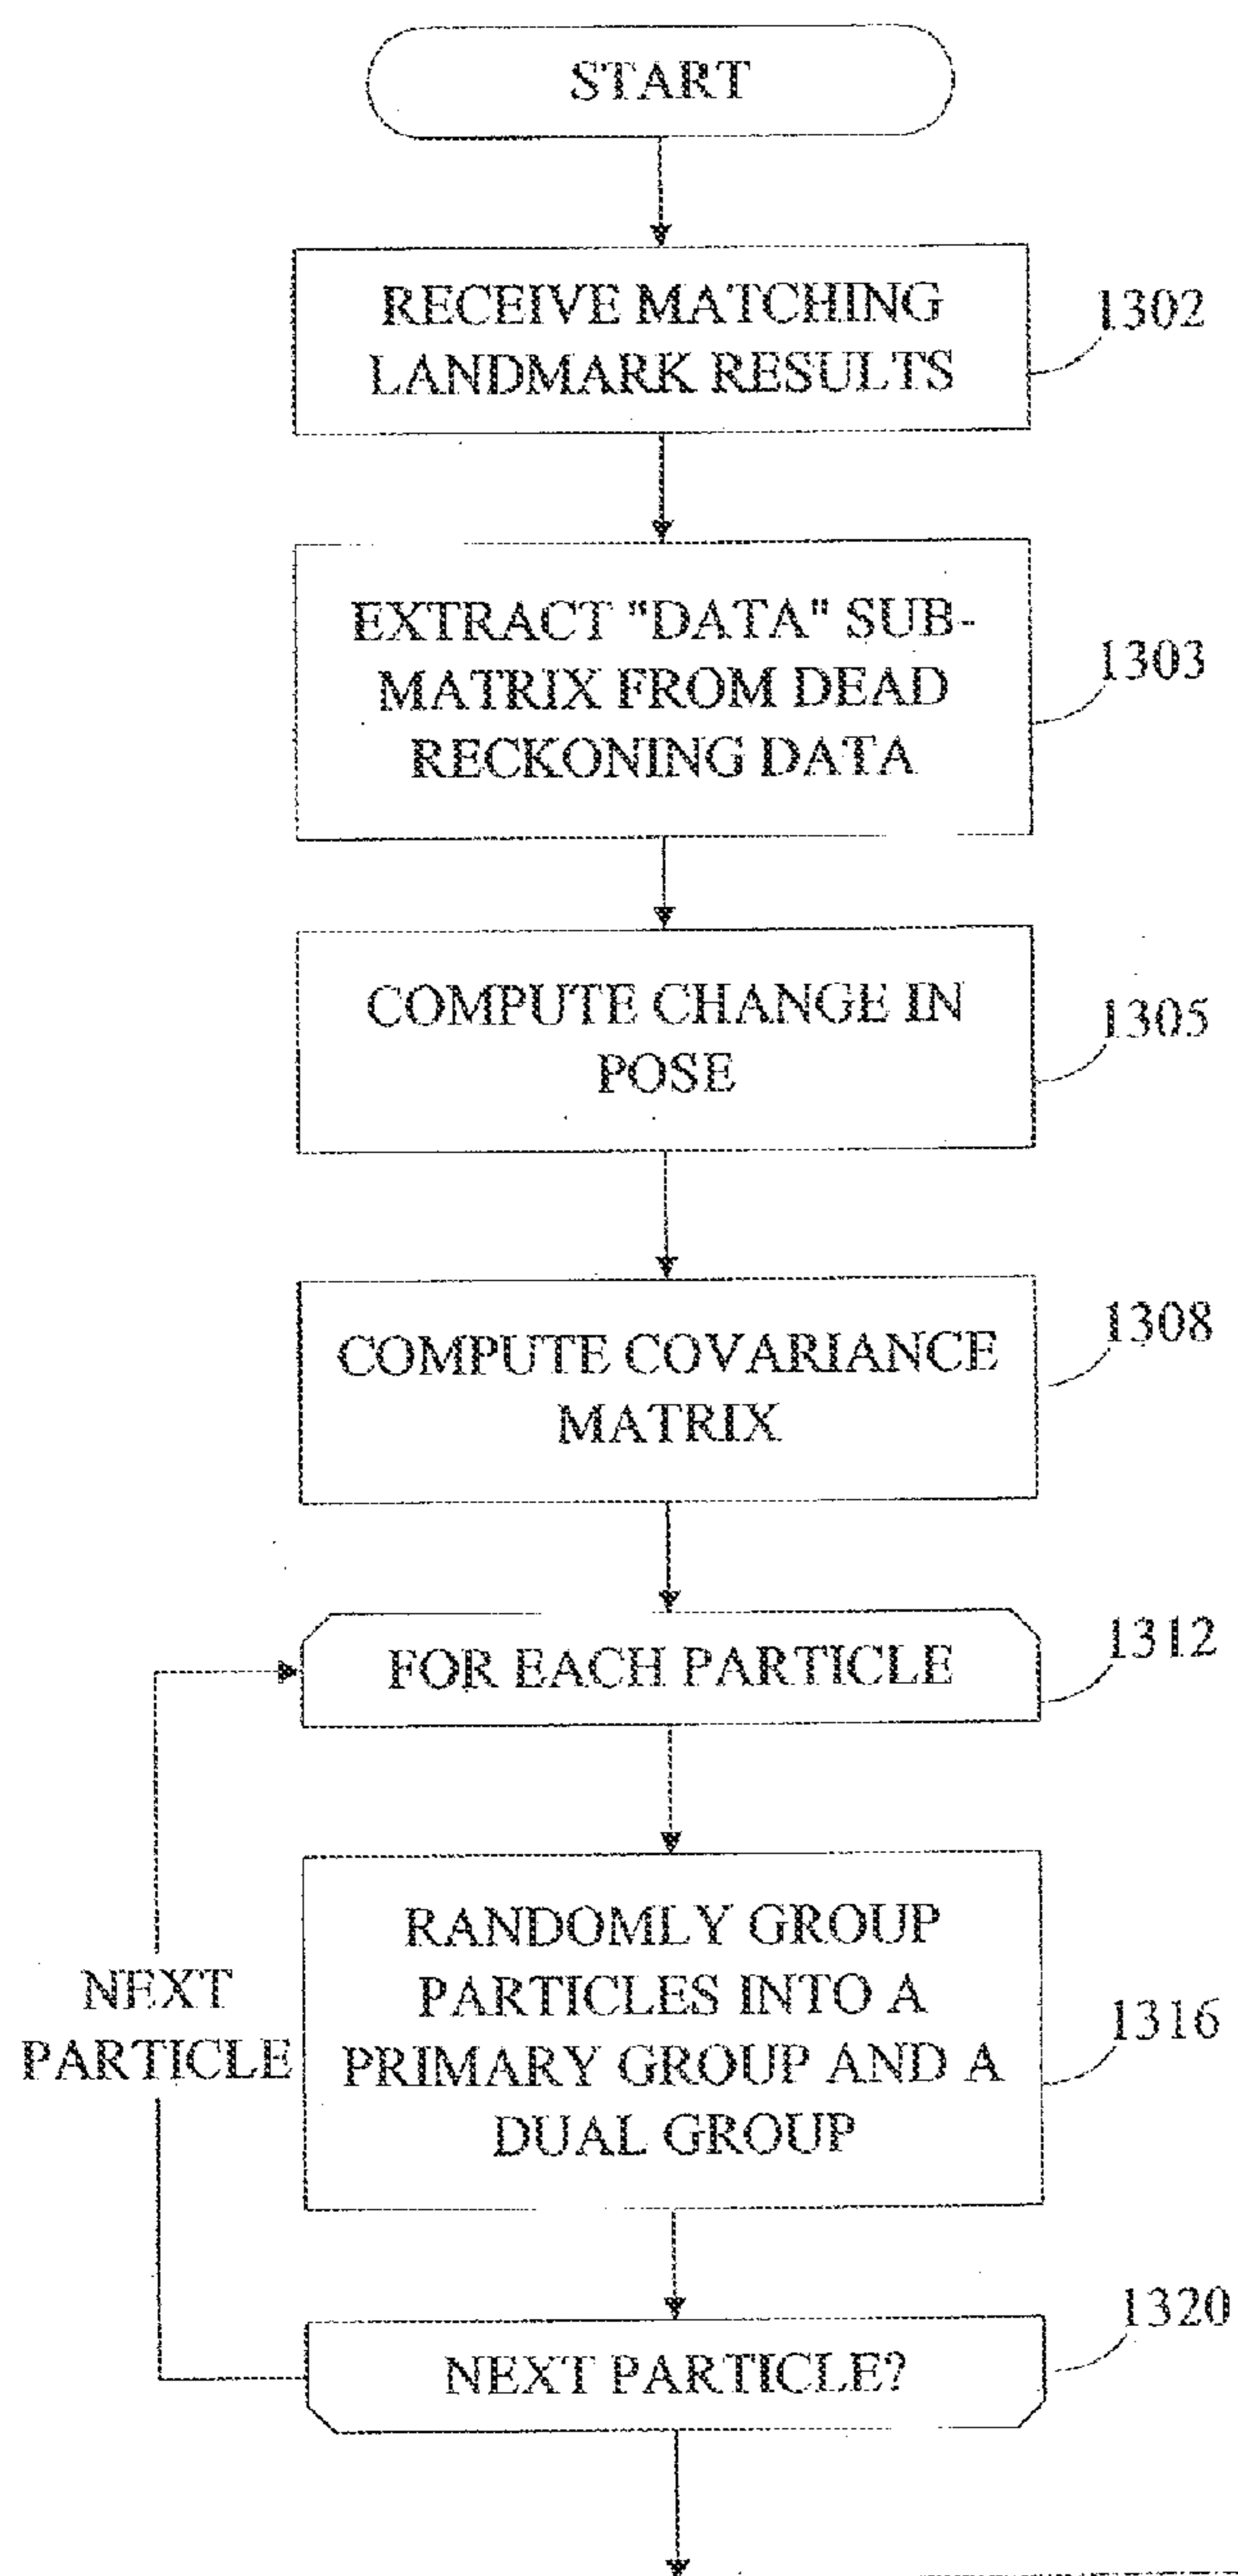 START
RECEIVE MATCHING
LANDMARK RESULTS
1302
EXTRACT "DATA" SUB-
MATRIX FROM DEAD
RECKONING DATA
1303
COMPUTE CHANGE IN
POSE
1305
COMPUTE COVARIANCE
MATRIX
1308
FOR EACH PARTICLE
1312
RANDOMLY GROUP
PARTICLES INTO A
PRIMARY GROUP AND A
DUAL GROUP
1316
NEXT
PARTICLE
NEXT PARTICLE?
1320